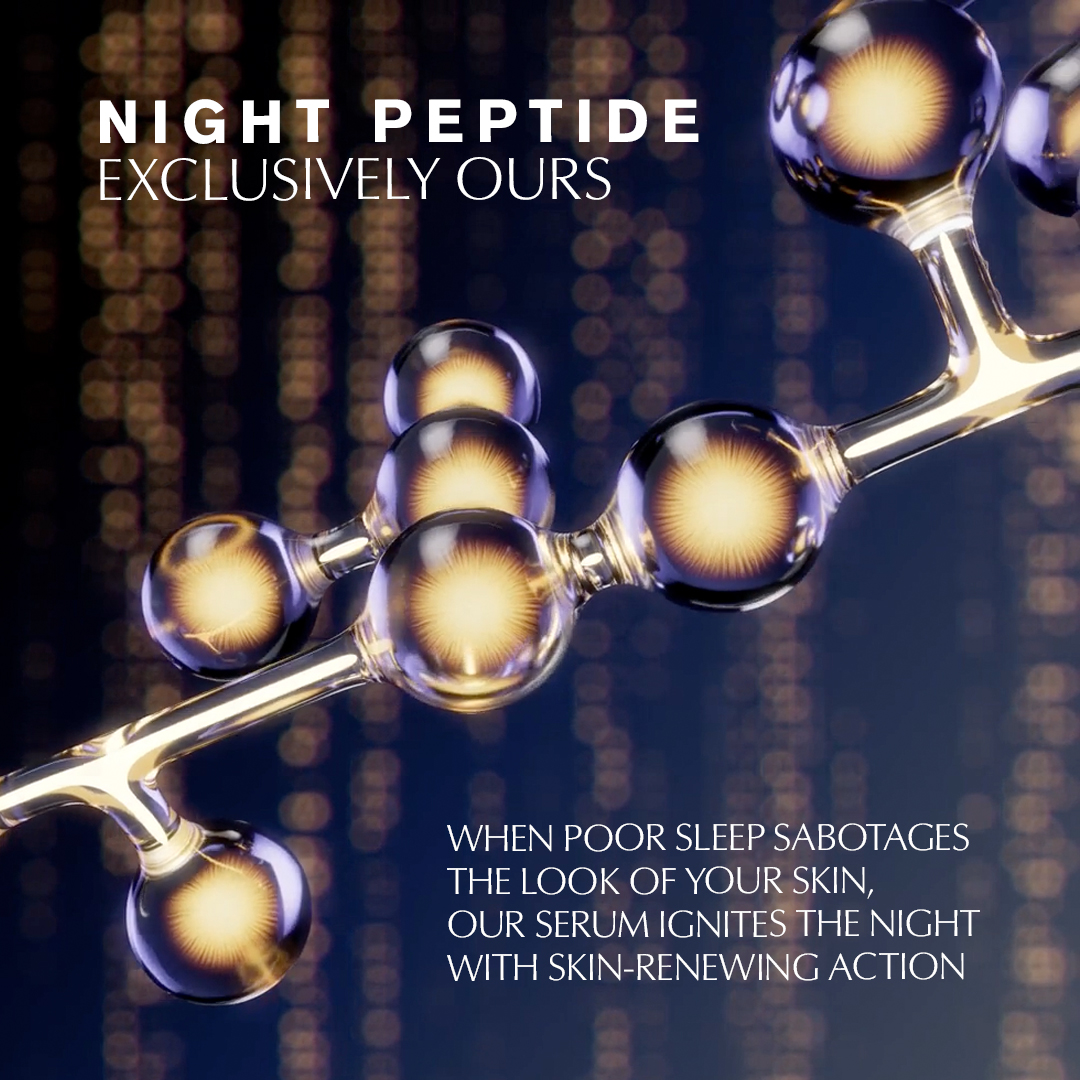 NIGHT PEPTIDE
EXCLUSIVELY OURS
WHEN POOR SLEEP SABOTAGES
THE LOOK OF YOUR SKIN,
OUR SERUM IGNITES THE NIGHT
WITH SKIN-RENEWING ACTION